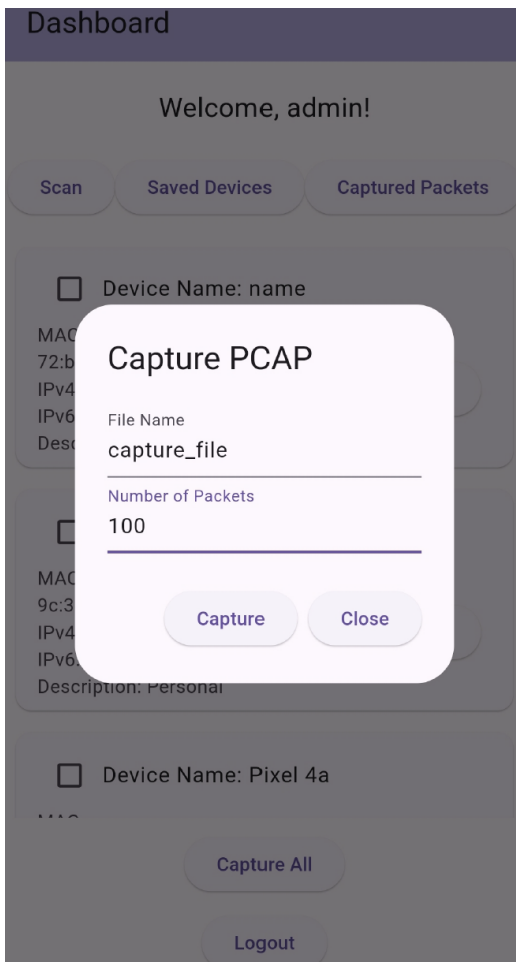 Dashboard
Welcome, admin!
Scan
Saved Devices
Captured Packets
Device Name: name
MAC
72:b
IPv4
IPv6
Desc
Capture PCAP
File Name
capture_file
Number of Packets
100
Capture
Close
MAC
9c:3
IPv4
IPv6:
Description: Personal
Device Name: Pixel 4a
Capture All
Logout